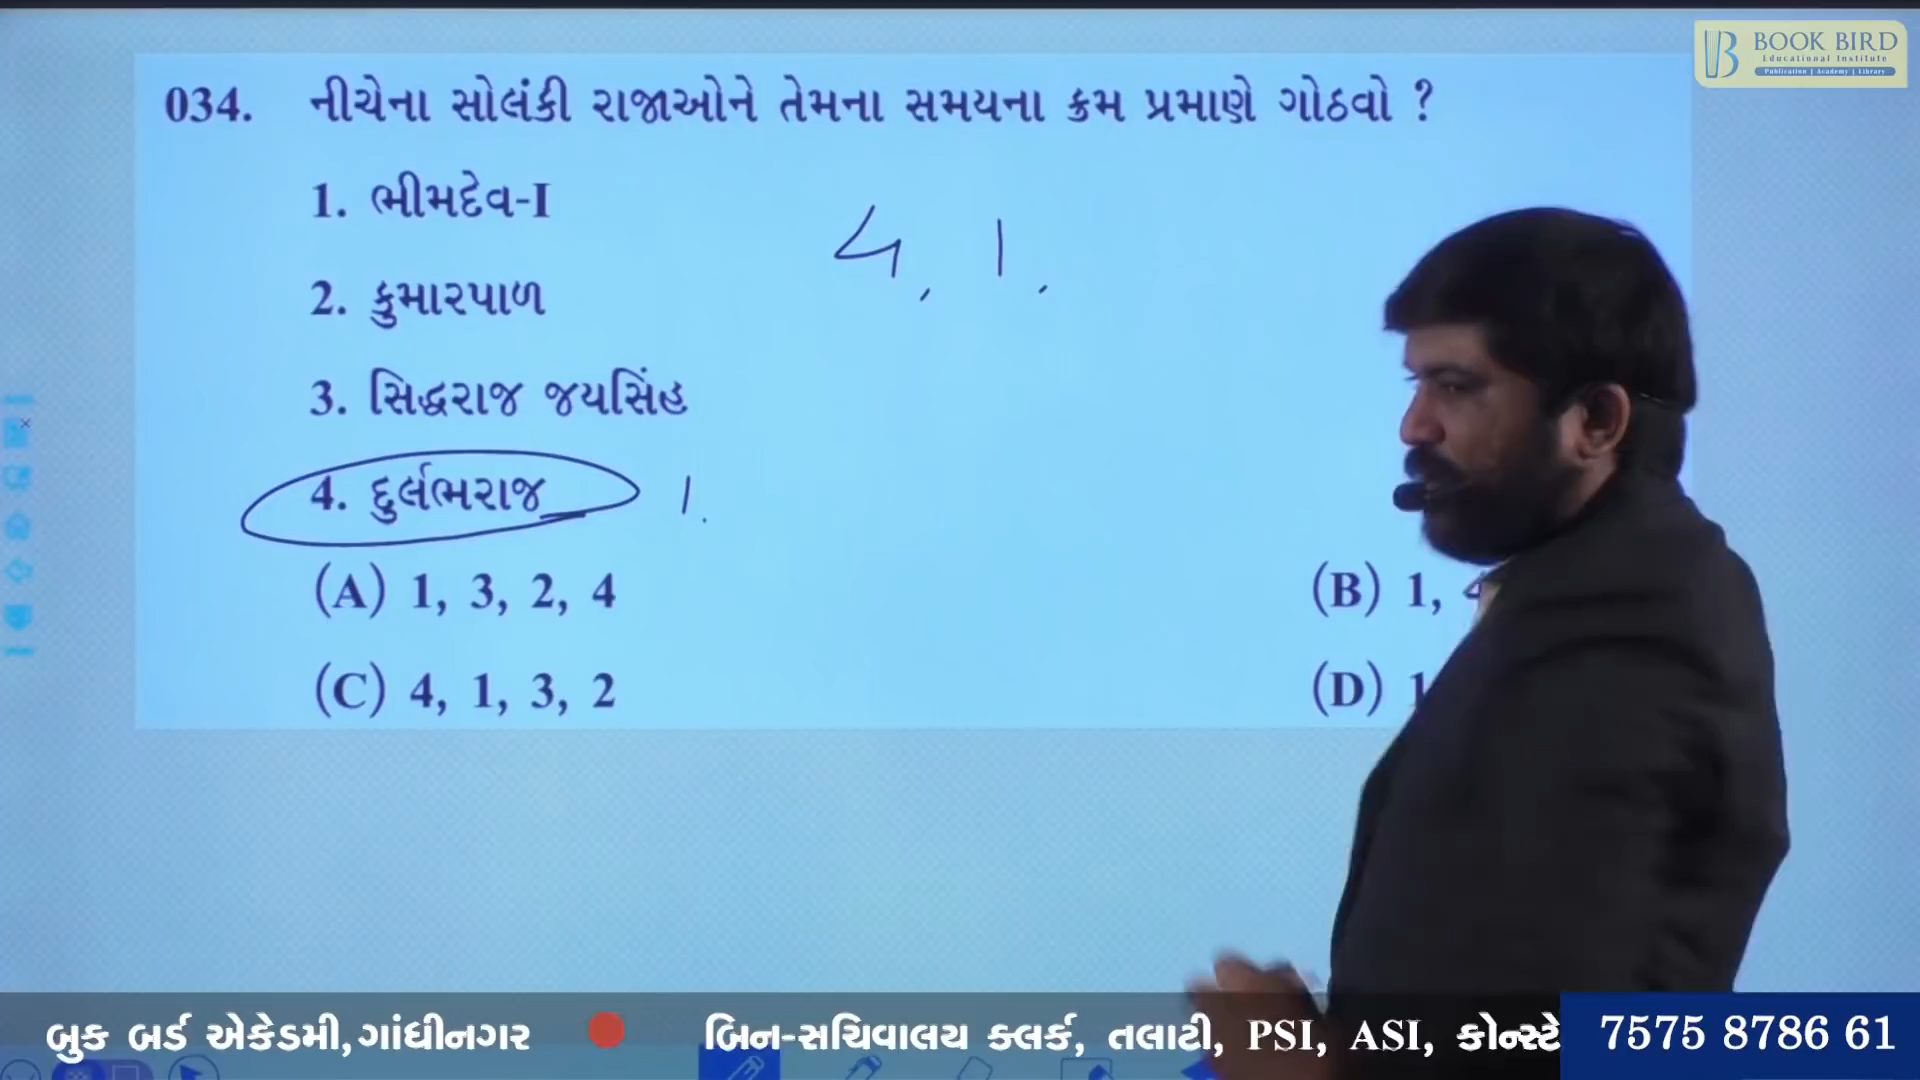 BOOK BIRD
Educational Institute
Publication | Academy | Library
034. નીચેના સોલંકી રાજાઓને તેમના સમયના ક્રમ પ્રમાણે ગોઠવો ?
1. ભીમદેવ-I
4, 1,
2. કુમારપાળ
3. સિદ્ધરાજ જયસિંહ
4. દુર્લભરાજ 1.
(A) 1, 3, 2, 4 (B) 1,
(C) 4, 1, 3, 2 (D) 1
બુક બર્ડ એકેડમી,ગાંધીનગર બિન-સચિવાલય ક્લર્ક, તલાટી, PSI, ASI, કોન્સ્ટે 7575 8786 61